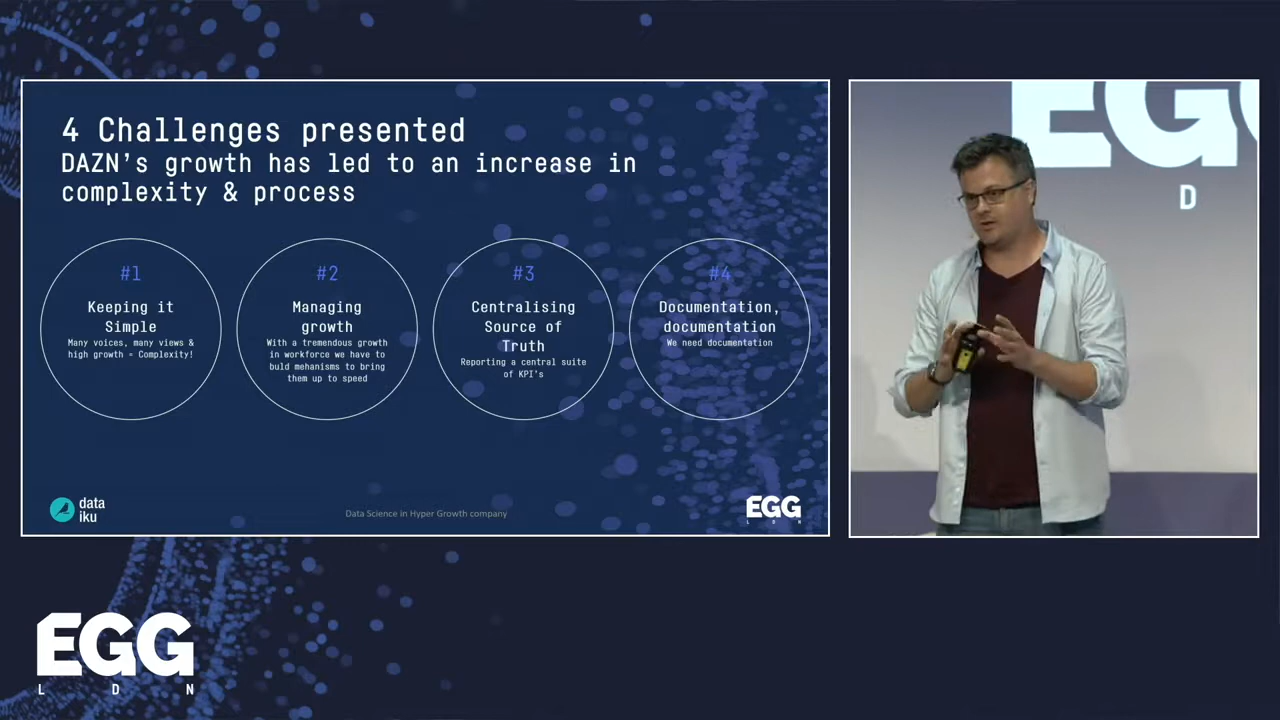 4 Challenges presented
DAZN's growth has led to an increase in
complexity & process
#1
Keeping it
Simple
Many voices, many views &
high growth = Complexity!
#2
Managing
growth
With a tremendous growth
in workforce we have to
buld mehanisms to bring
them up to speed
#3
Centralising
Source of
Truth
Reporting a central suite
of KPI's
#4
Documentation,
documentation
We need documentation
data
iku
Data Science in Hyper Growth company
EGG
L D N
EG
D
EGG
L D N